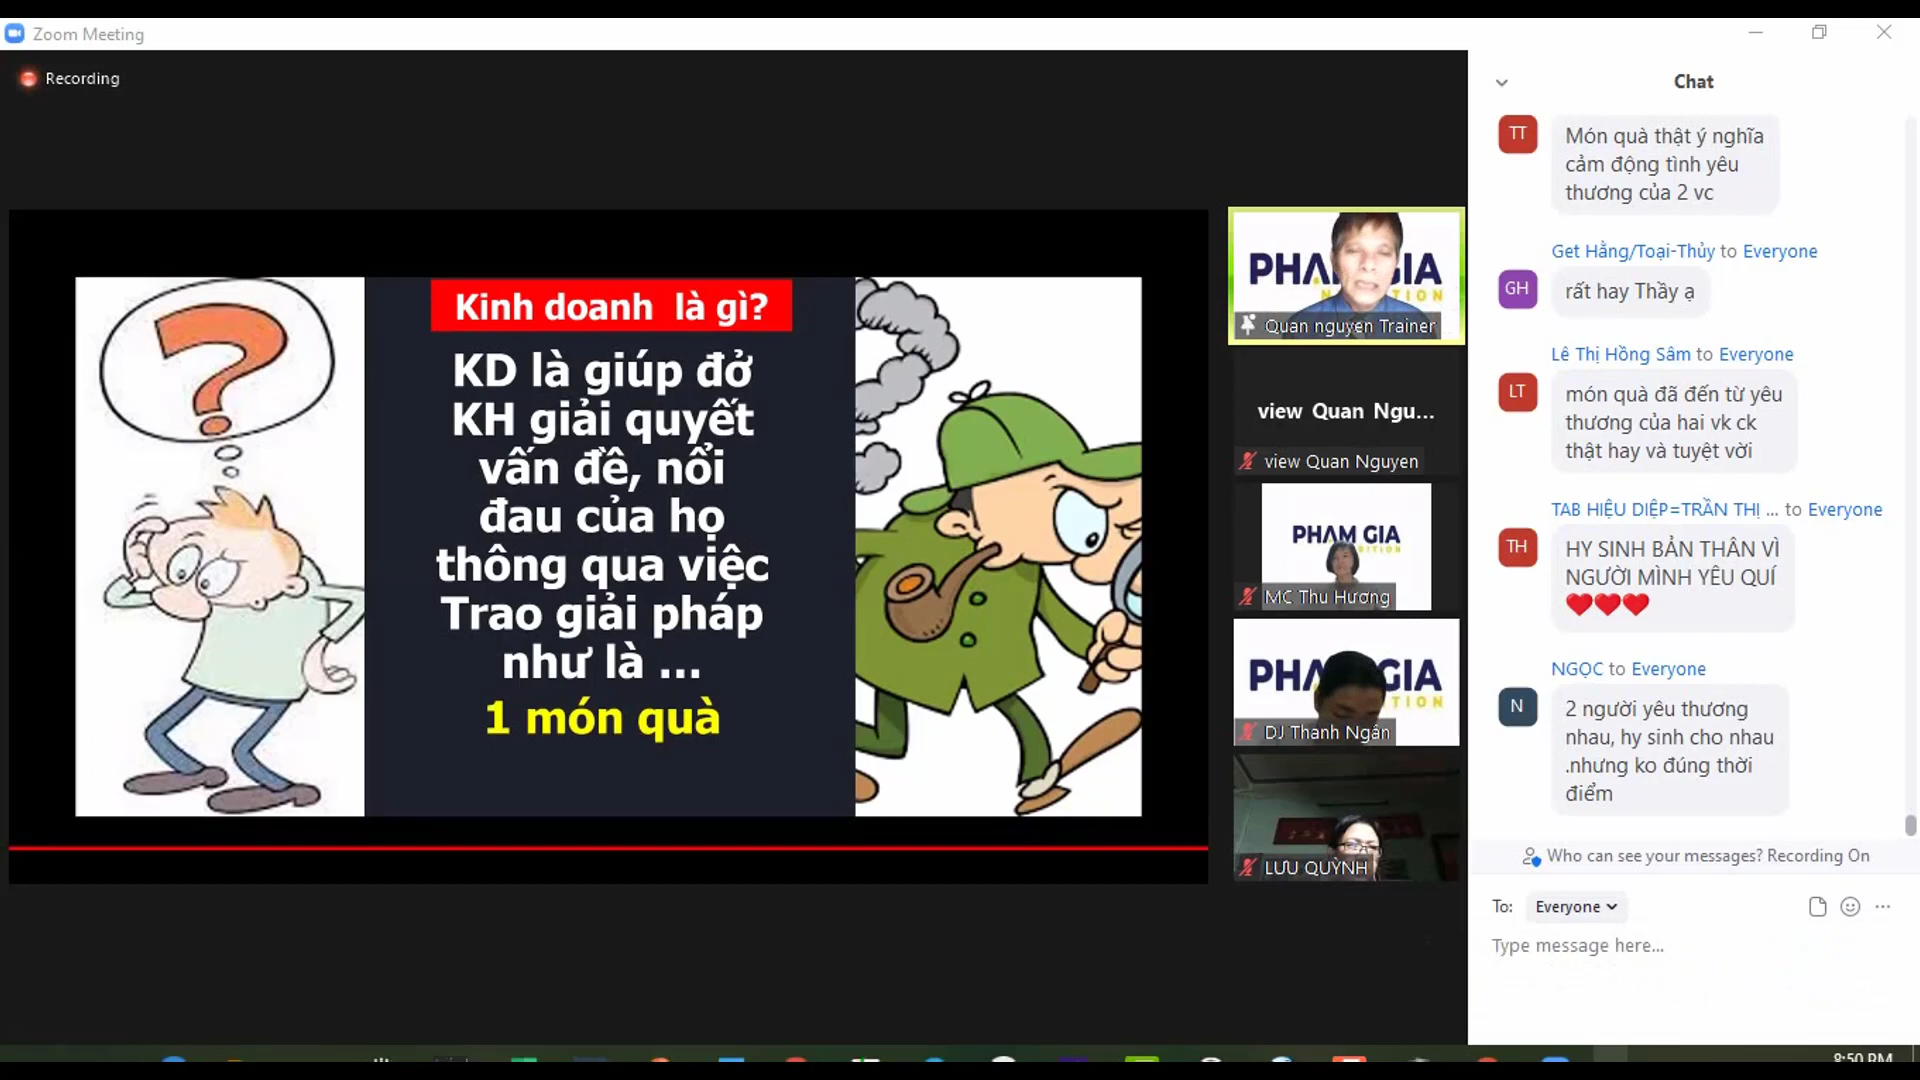 Zoom Meeting
Recording
Kinh doanh là gì?
KD là giúp đở
KH giải quyết
vấn đề, nổi
đau của họ
thông qua việc
Trao giải pháp
như là ...
1 món quà
Quan nguyen Trainer
view Quan Ngu...
view Quan Nguyen
PHẠM GIA
MC Thu Hương
DJ Thanh Ngân
LƯU QUỲNH
Chat
TT
Món quà thật ý nghĩa
cảm động tình yêu
thương của 2 vc
Get Hằng/Toại-Thủy to Everyone
GH
rất hay Thầy ạ
Lê Thị Hồng Sâm to Everyone
LT
món quà đã đến từ yêu
thương của hai vk ck
thật hay và tuyệt vời
TAB HIỆU DIỆP=TRẦN THỊ ... to Everyone
TH
HY SINH BẢN THÂN VÌ
NGƯỜI MÌNH YÊU QUÍ
❤❤❤
NGỌC to Everyone
N
2 người yêu thương
nhau, hy sinh cho nhau
.nhưng ko đúng thời
điểm
Who can see your messages? Recording On
To: Everyone
Type message here...
8:50 PM